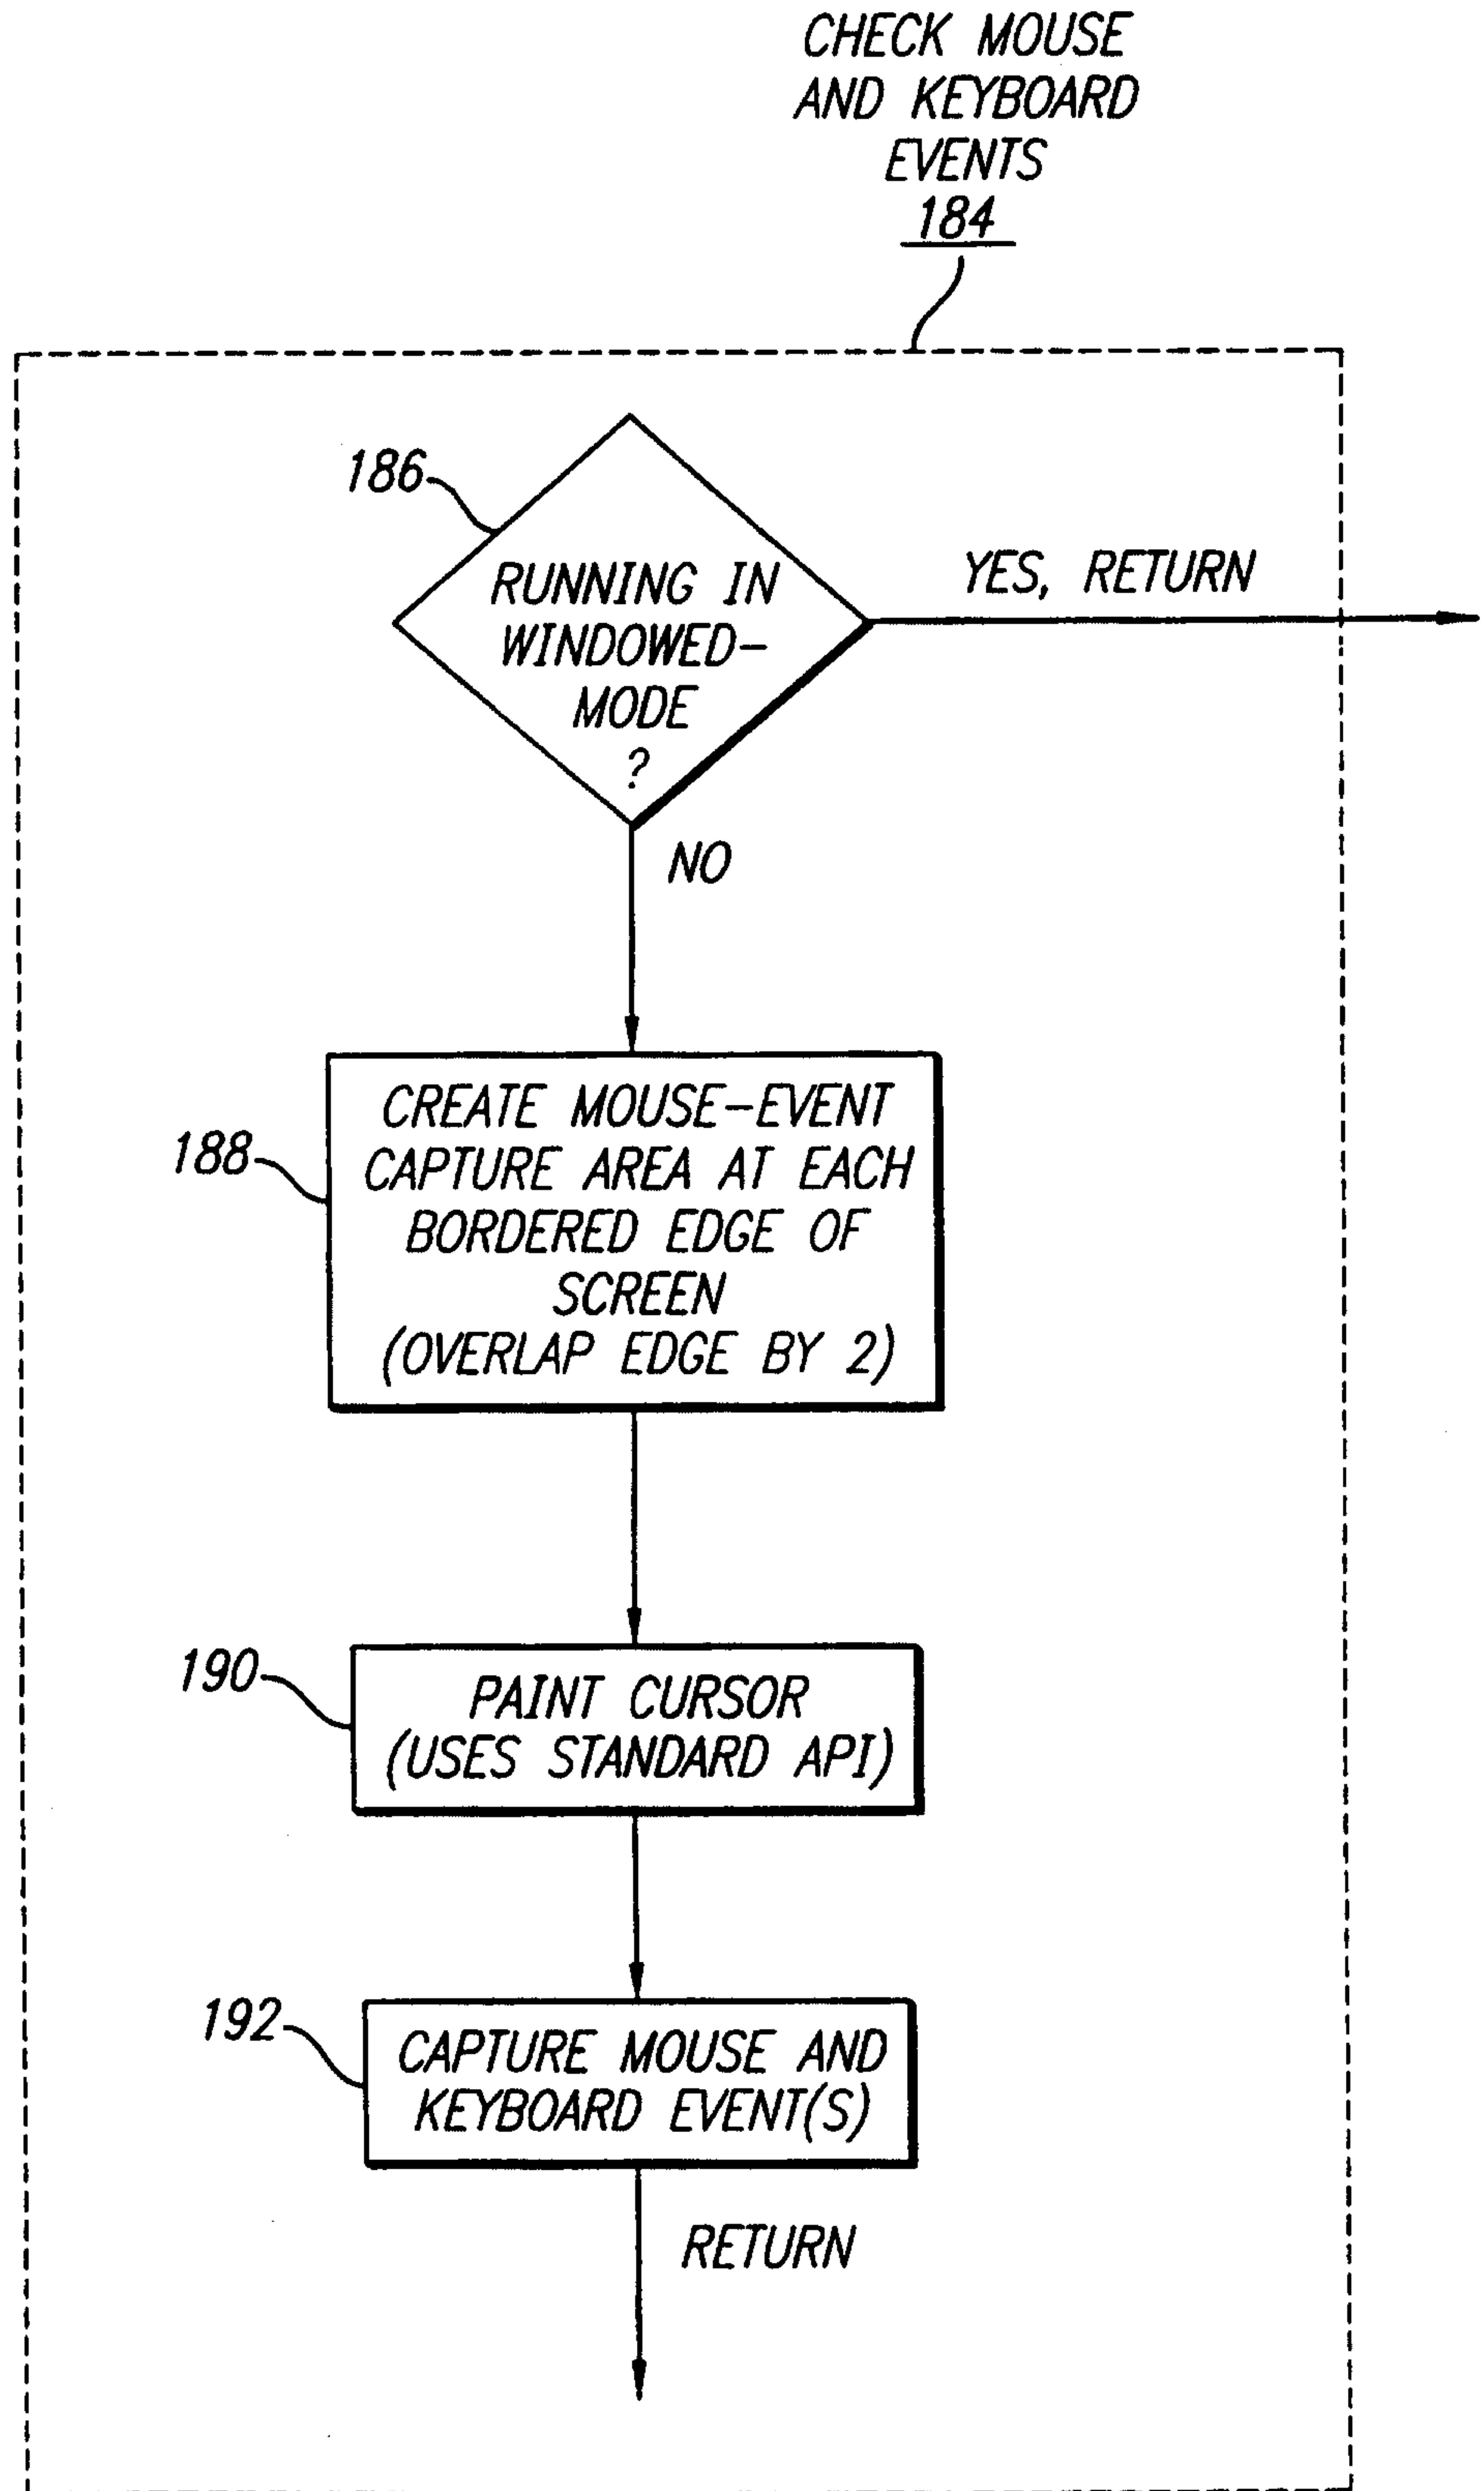 CHECK MOUSE
AND KEYBOARD
EVENTS
184
186
RUNNING IN
WINDOWED-
MODE
?
YES, RETURN
NO
188
CREATE MOUSE-EVENT
CAPTURE AREA AT EACH
BORDERED EDGE OF
SCREEN
(OVERLAP EDGE BY 2)
190
PAINT CURSOR
(USES STANDARD API)
192
CAPTURE MOUSE AND
KEYBOARD EVENT(S)
RETURN